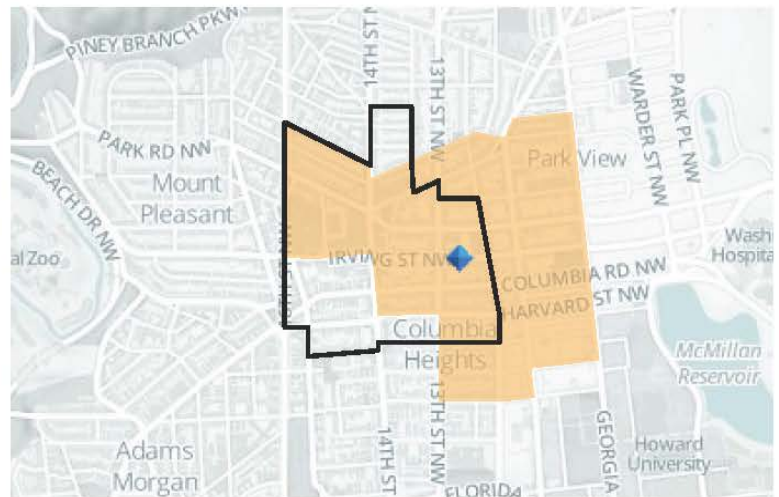 PINEY BRANCH PKWY
14TH ST NW
13TH ST NW
PARK PL NW
WARDER ST NW
PARK RD NW
Park View
Mount
Pleasant
BEACH DR NW
al Zoo
IRVING ST NW
COLUMBIA RD NW
HARVARD ST NW
Washi
Hospita
Columbia
Heights
McMillan
Reservoir
13TH ST NW
14TH ST
GEORGIA
Adams
Morgan
Howard
University
FLORIDA